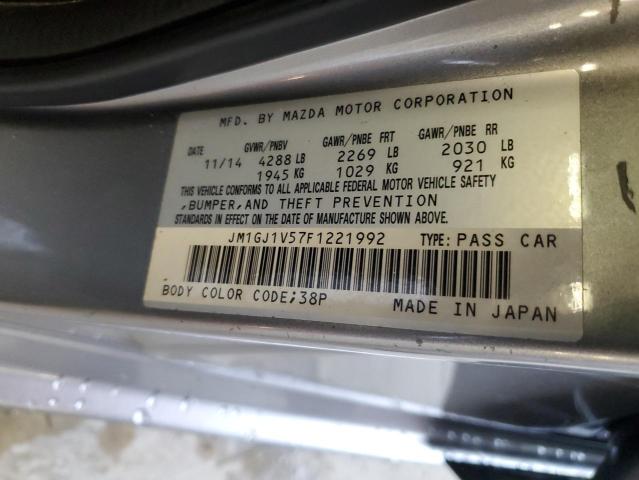 MFD. BY MAZDA MOTOR CORPORATION
DATE GVWR/PNBV GAWR/PNBE FRT GAWR/PNBE RR
11/14 4288 LB 2269 LB 2030 LB
1945 KG 1029 KG 921 KG
THIS VEHICLE CONFORMS TO ALL APPLICABLE FEDERAL MOTOR VEHICLE SAFETY
,BUMPER,AND THEFT PREVENTION
STANDARDS IN EFFECT ON THE DATE OF MANUFACTURE SHOWN ABOVE.
JM1GJ1V57F1221992 TYPE: PASS CAR
BODY COLOR CODE;38P MADE IN JAPAN